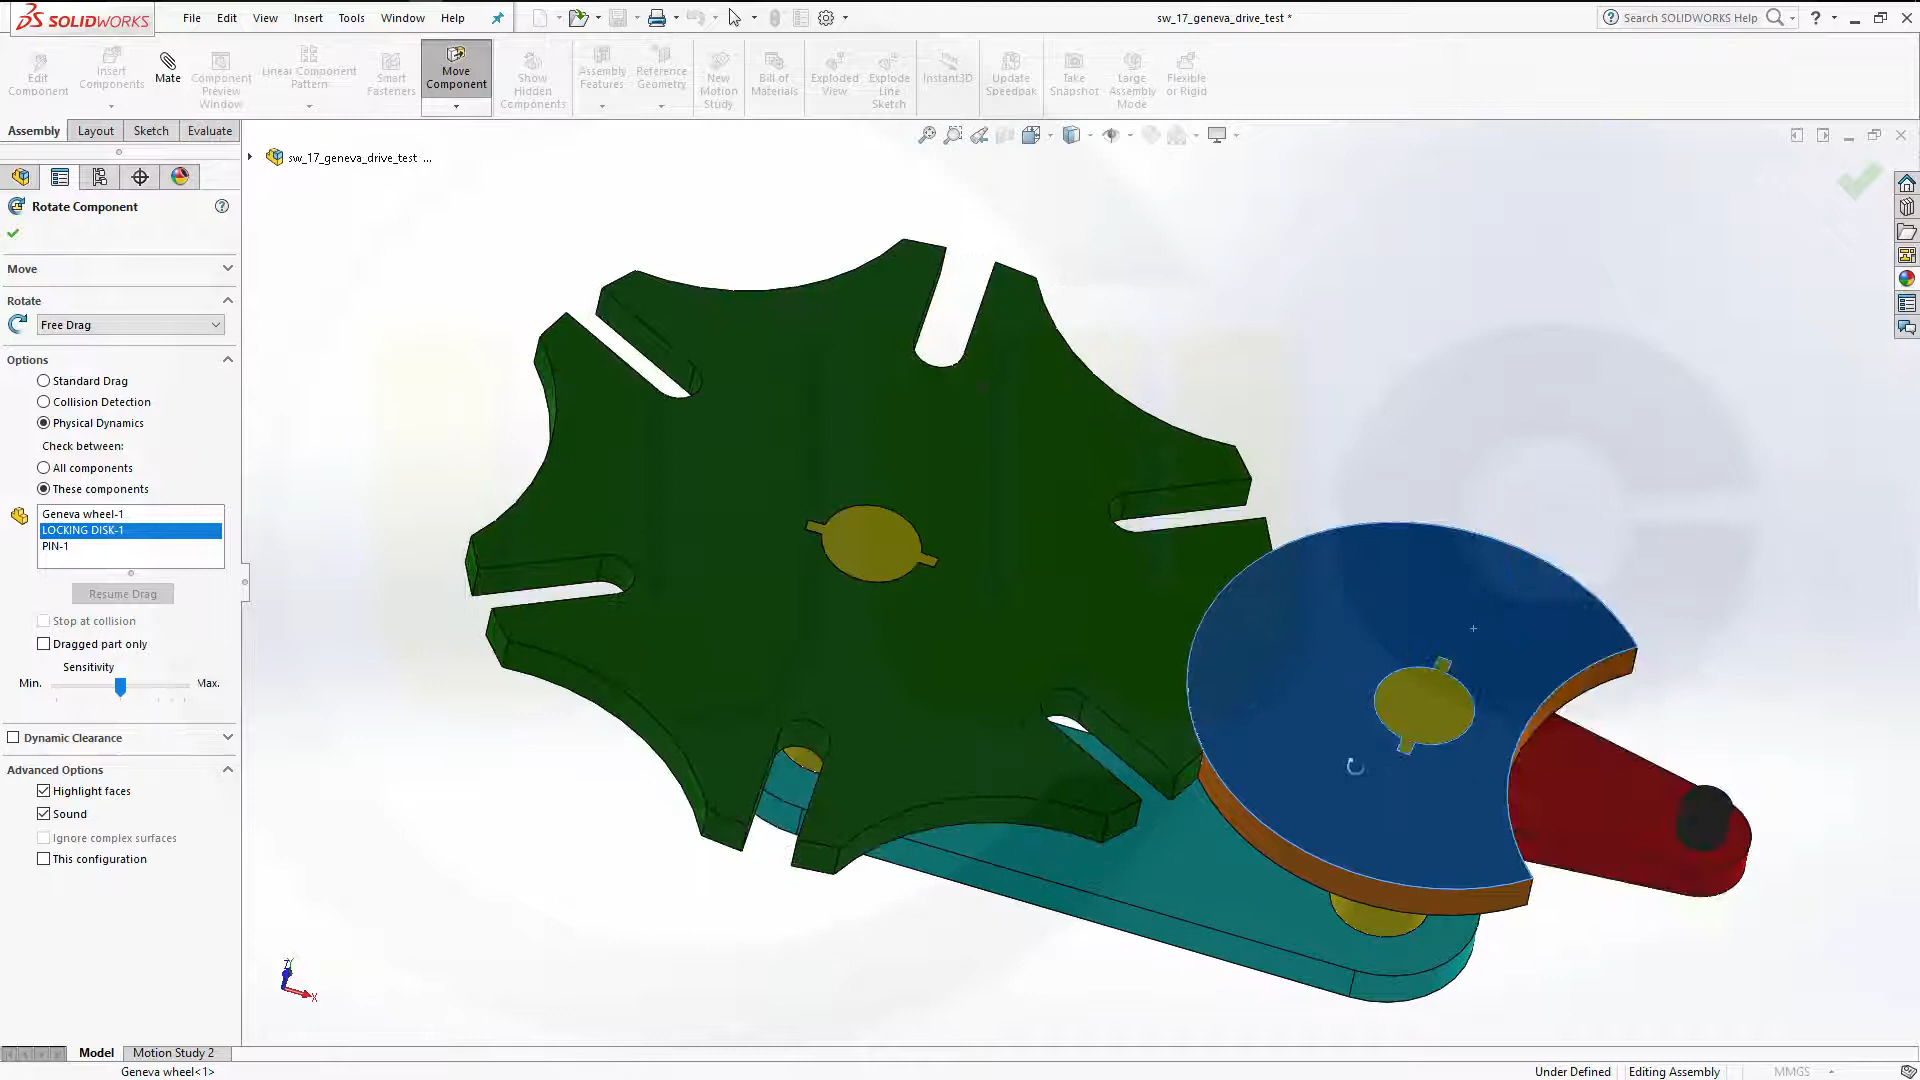 SOLIDWORKS
File Edit View Insert Tools Window Help
sw_17_geneva_drive_test *
Search SOLIDWORKS Help
Edit Component
Insert Components
Mate
Component Preview Window
Linear Component Pattern
Smart Fasteners
Move Component
Show Hidden Components
Assembly Features
Reference Geometry
New Motion Study
Bill of Materials
Exploded View
Explode Line Sketch
Instant3D
Update Speedpak
Take Snapshot
Large Assembly Mode
Flexible or Rigid
Assembly Layout Sketch Evaluate
sw_17_geneva_drive_test ...
Rotate Component
Move
Rotate
Free Drag
Options
Standard Drag
Collision Detection
Physical Dynamics
Check between:
All components
These components
Geneva wheel-1
LOCKING DISK-1
PIN-1
Resume Drag
Stop at collision
Dragged part only
Sensitivity
Min. Max.
Dynamic Clearance
Advanced Options
Highlight faces
Sound
Ignore complex surfaces
This configuration
Z
X
Model Motion Study 2
Geneva wheel<1>
Under Defined Editing Assembly MMGS